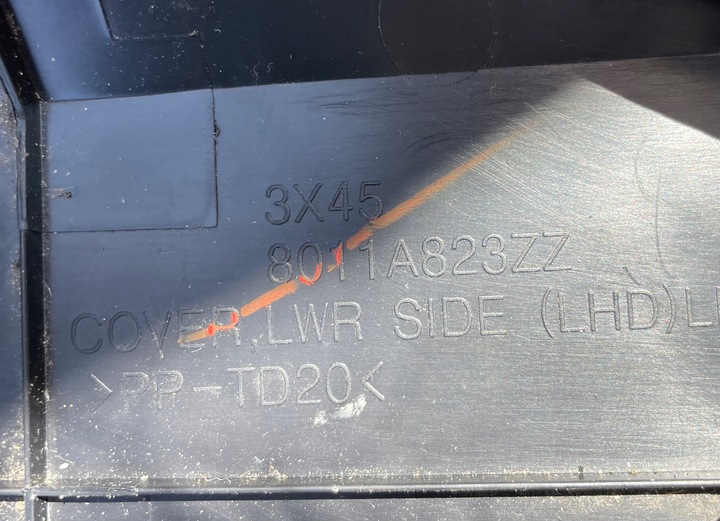 3X45
8011A823ZZ
COVER,LWR SIDE (LHD)L
>PP-TD20<